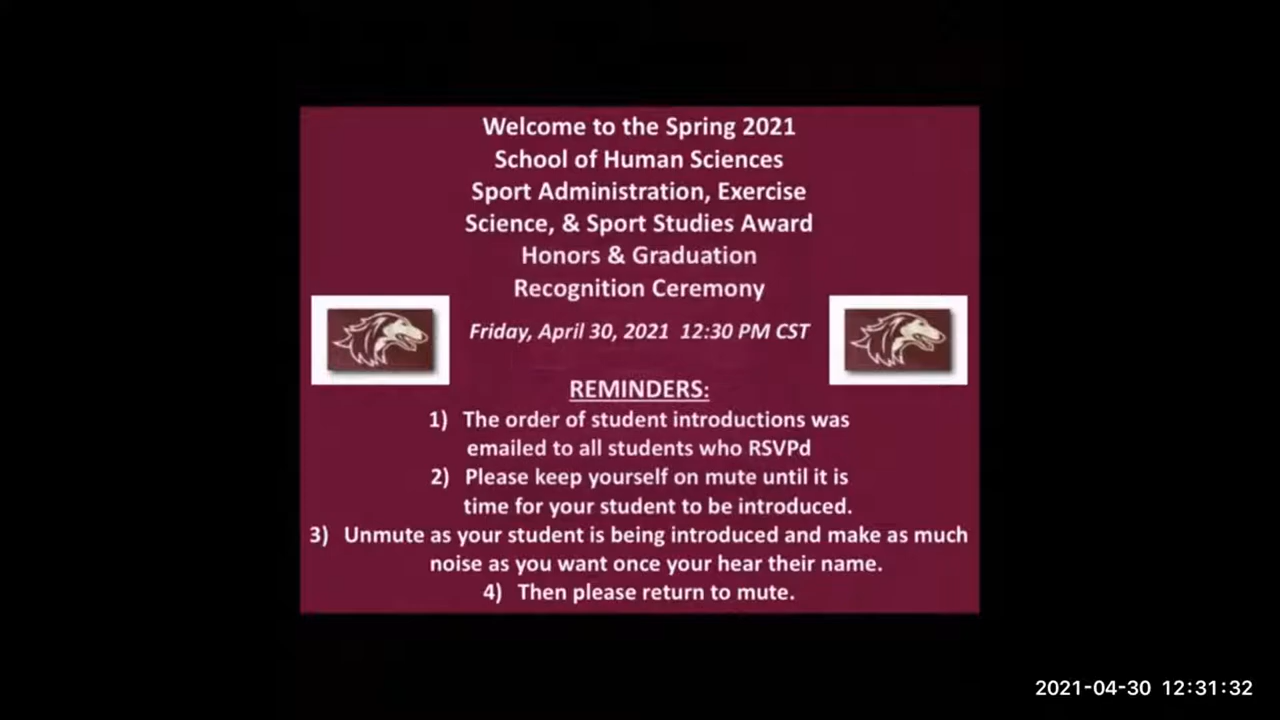 Welcome to the Spring 2021
School of Human Sciences
Sport Administration, Exercise
Science, & Sport Studies Award
Honors & Graduation
Recognition Ceremony
Friday, April 30, 2021 12:30 PM CST
REMINDERS:
1) The order of student introductions was
emailed to all students who RSVPd
2) Please keep yourself on mute until it is
time for your student to be introduced.
3) Unmute as your student is being introduced and make as much
noise as you want once your hear their name.
4) Then please return to mute.
2021-04-30 12:31:32